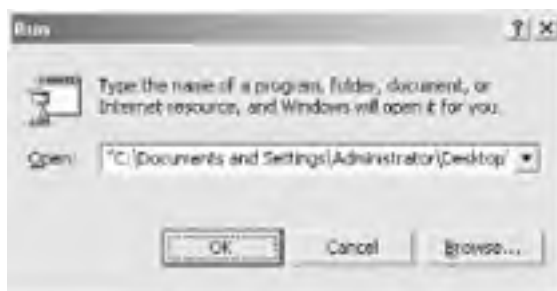 Run
Type the name of a program, folder, document, or
Internet resource, and Windows will open it for you.
Open: "C:\Documents and Settings\Administrator\Desktop"
OK Cancel Browse...